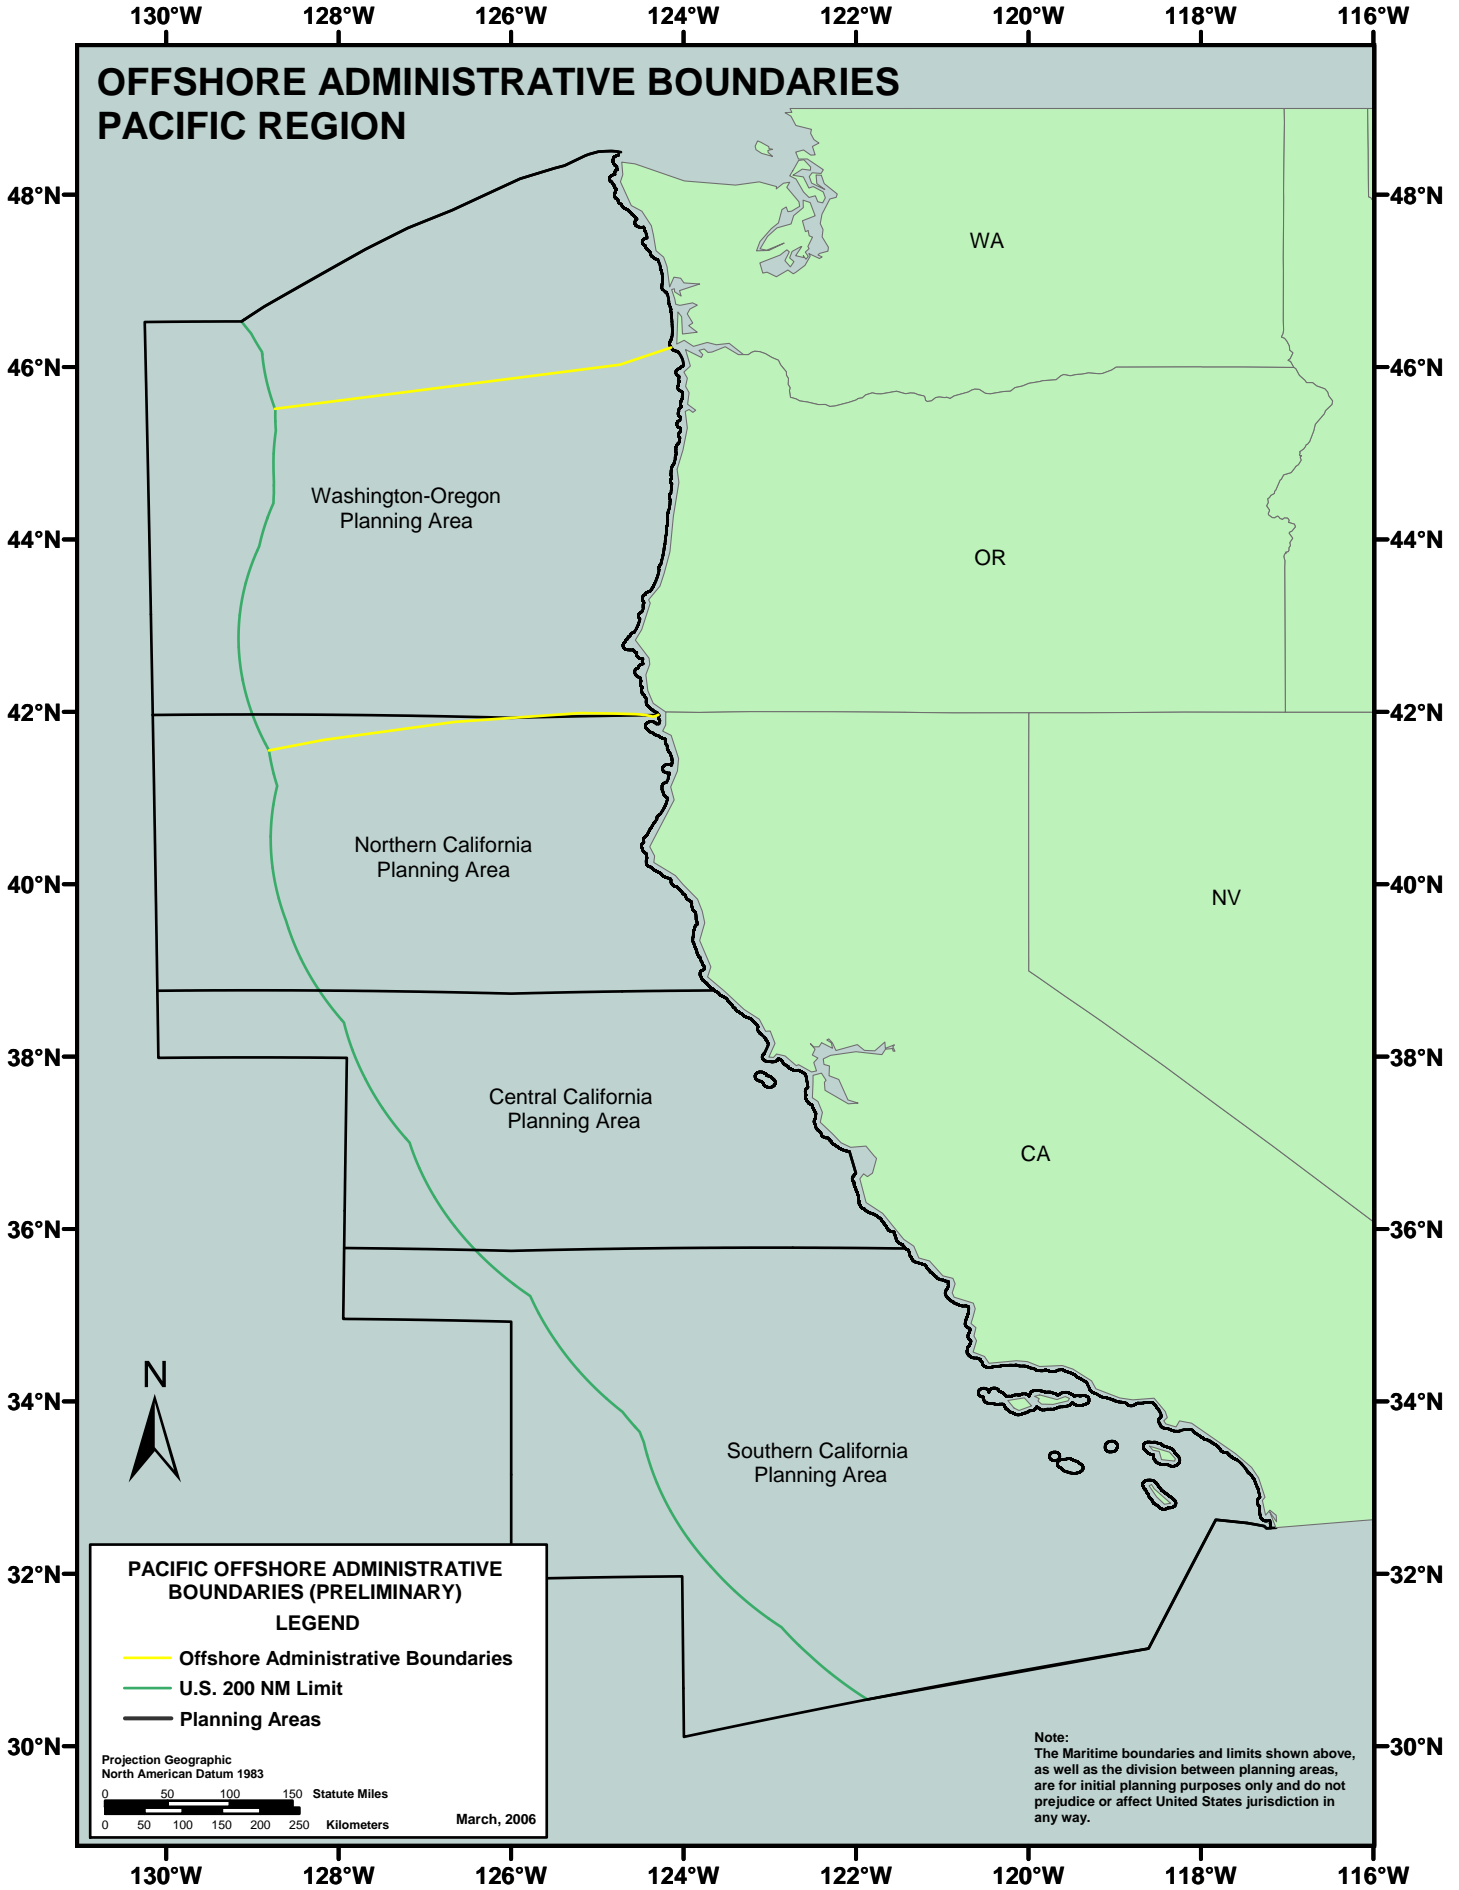 130°W 128°W 126°W 124°W 122°W 120°W 118°W 116°W
OFFSHORE ADMINISTRATIVE BOUNDARIES
PACIFIC REGION
48°N 48°N
WA
46°N 46°N
Washington-Oregon
Planning Area
44°N 44°N
OR
42°N 42°N
Northern California
Planning Area
40°N 40°N
NV
38°N 38°N
Central California
Planning Area
CA
36°N 36°N
N
34°N 34°N
Southern California
Planning Area
32°N 32°N
PACIFIC OFFSHORE ADMINISTRATIVE
BOUNDARIES (PRELIMINARY)
LEGEND
Offshore Administrative Boundaries
U.S. 200 NM Limit
Planning Areas
30°N 30°N
Projection Geographic
North American Datum 1983
0 50 100 150 Statute Miles
0 50 100 150 200 250 Kilometers
March, 2006
Note:
The Maritime boundaries and limits shown above,
as well as the division between planning areas,
are for initial planning purposes only and do not
prejudice or affect United States jurisdiction in
any way.
130°W 128°W 126°W 124°W 122°W 120°W 118°W 116°W